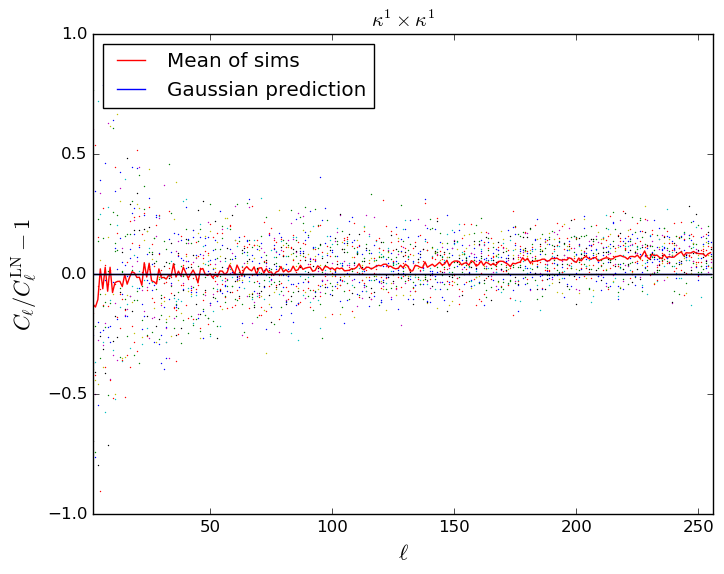 κ¹ × κ¹
1.0
0.5
0.0
−0.5
−1.0
C_ℓ/C_ℓ^LN − 1
Mean of sims
Gaussian prediction
50
100
150
200
250
ℓ